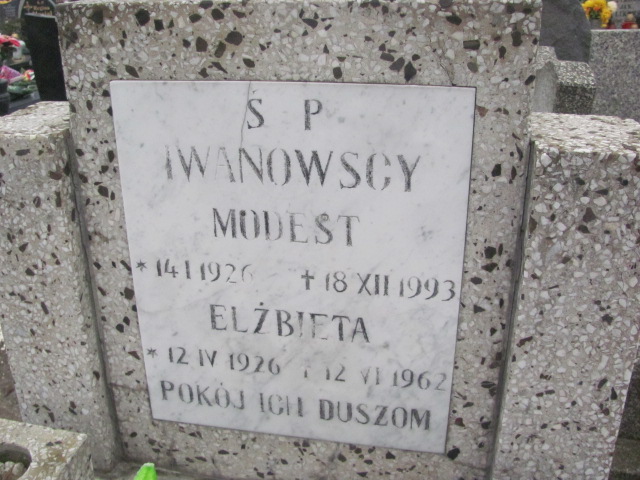 Ś P
IWANOWSCY
MODEST
* 14 I 1926 ✝ 18 XII 1993
ELŻBIETA
* 12 IV 1926 ✝ 12 VI 1962
POKÓJ ICH DUSZOM